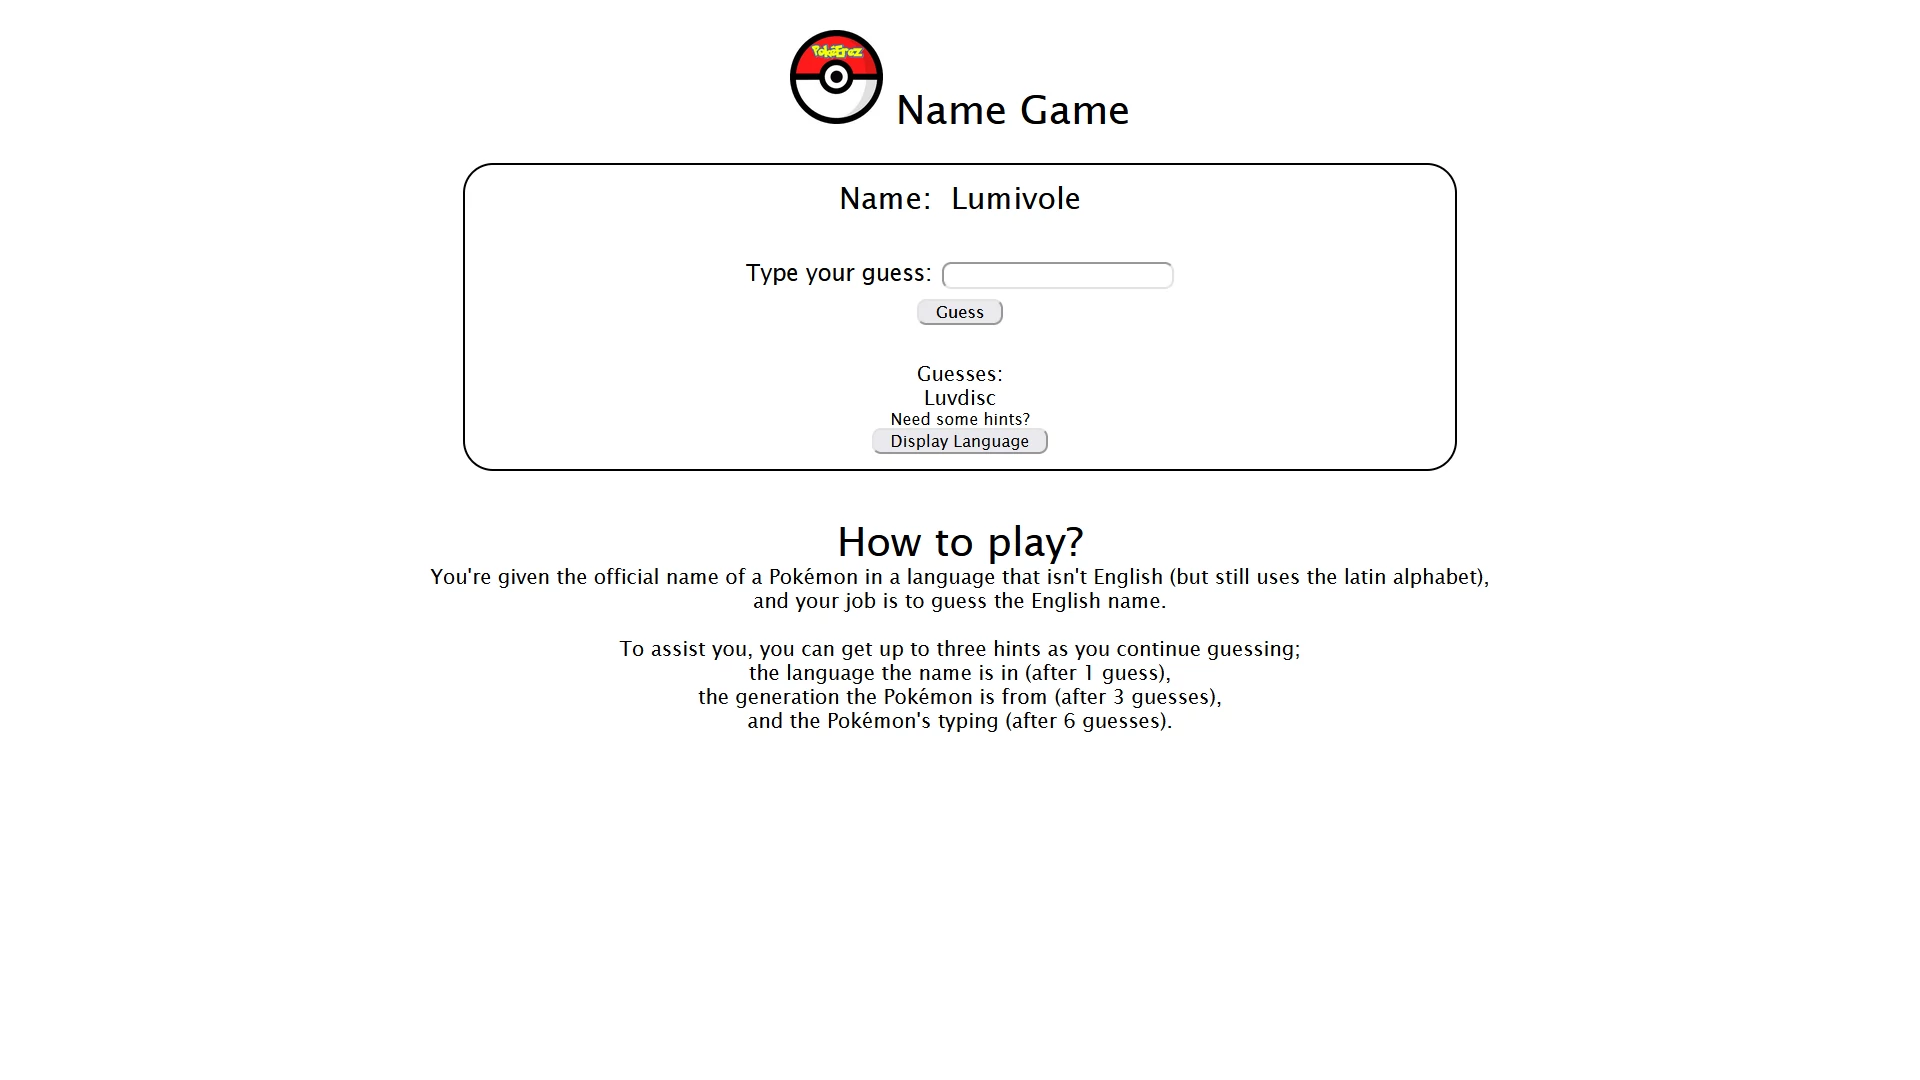 PokéErez
Name Game
Name: Lumivole
Type your guess:
Guess
Guesses:
Luvdisc
Need some hints?
Display Language
How to play?
You're given the official name of a Pokémon in a language that isn't English (but still uses the latin alphabet),
and your job is to guess the English name.
To assist you, you can get up to three hints as you continue guessing;
the language the name is in (after 1 guess),
the generation the Pokémon is from (after 3 guesses),
and the Pokémon's typing (after 6 guesses).